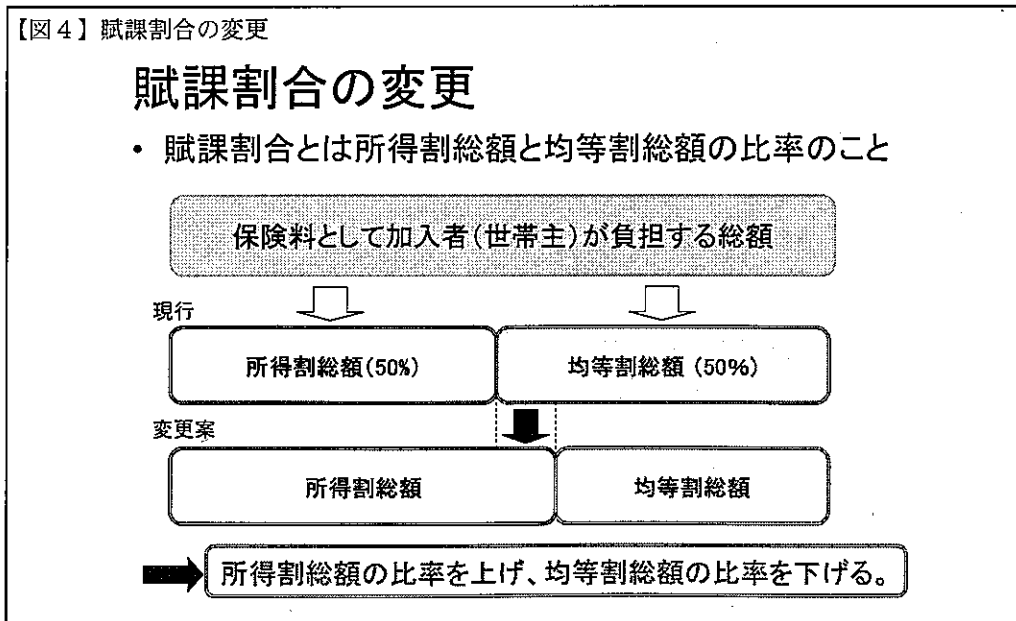 【図4】賦課割合の変更
賦課割合の変更
・ 賦課割合とは所得割総額と均等割総額の比率のこと
保険料として加入者(世帯主)が負担する総額
現行
所得割総額(50%)
均等割総額(50%)
変更案
所得割総額
均等割総額
所得割総額の比率を上げ、均等割総額の比率を下げる。